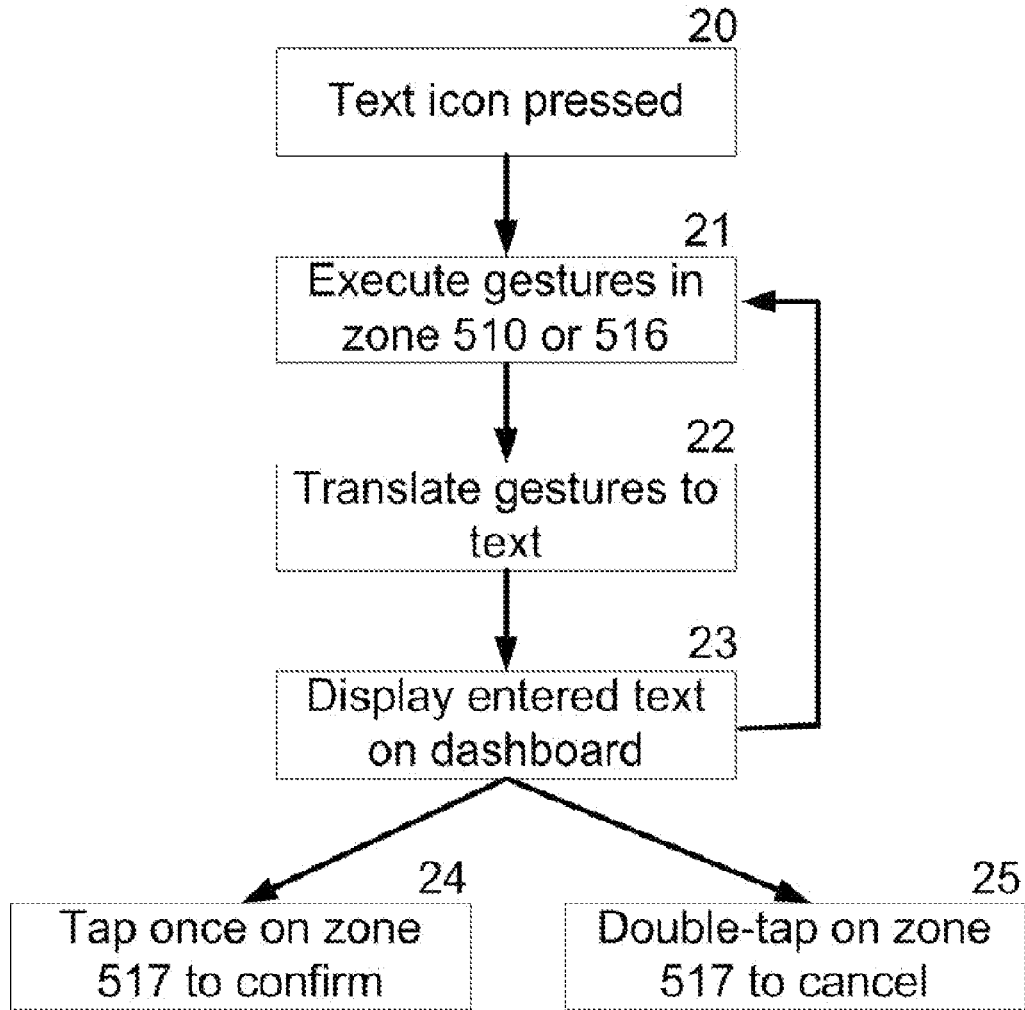 20
Text icon pressed
21
Execute gestures in
zone 510 or 516
22
Translate gestures to
text
23
Display entered text
on dashboard
24
Tap once on zone
517 to confirm
25
Double-tap on zone
517 to cancel